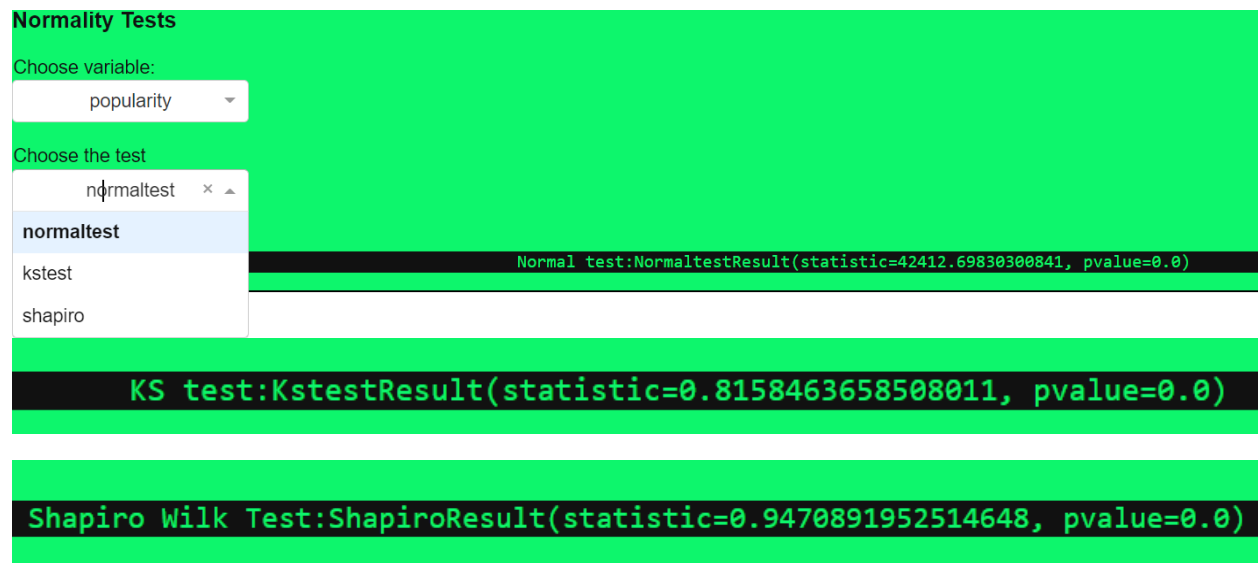 Normality Tests
Choose variable:
popularity
Choose the test
normaltest ×
normaltest
kstest
shapiro
Normal test:NormaltestResult(statistic=42412.69830300841, pvalue=0.0)
KS test:KstestResult(statistic=0.8158463658508011, pvalue=0.0)
Shapiro Wilk Test:ShapiroResult(statistic=0.9470891952514648, pvalue=0.0)